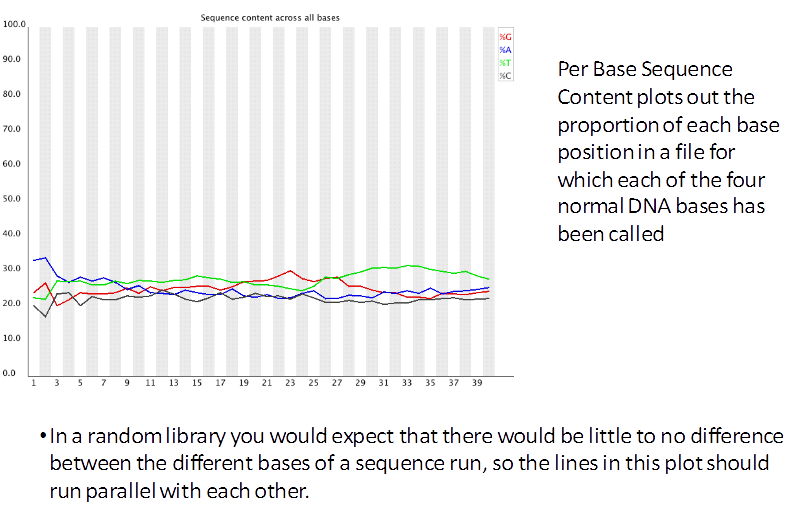 Sequence content across all bases
100.0
90.0
80.0
70.0
60.0
50.0
40.0
30.0
20.0
10.0
0.0
1 3 5 7 9 11 13 15 17 19 21 23 25 27 29 31 33 35 37 39
%G
%A
%T
%C
Per Base Sequence
Content plots out the
proportion of each base
position in a file for
which each of the four
normal DNA bases has
been called
•In a random library you would expect that there would be little to no difference
between the different bases of a sequence run, so the lines in this plot should
run parallel with each other.